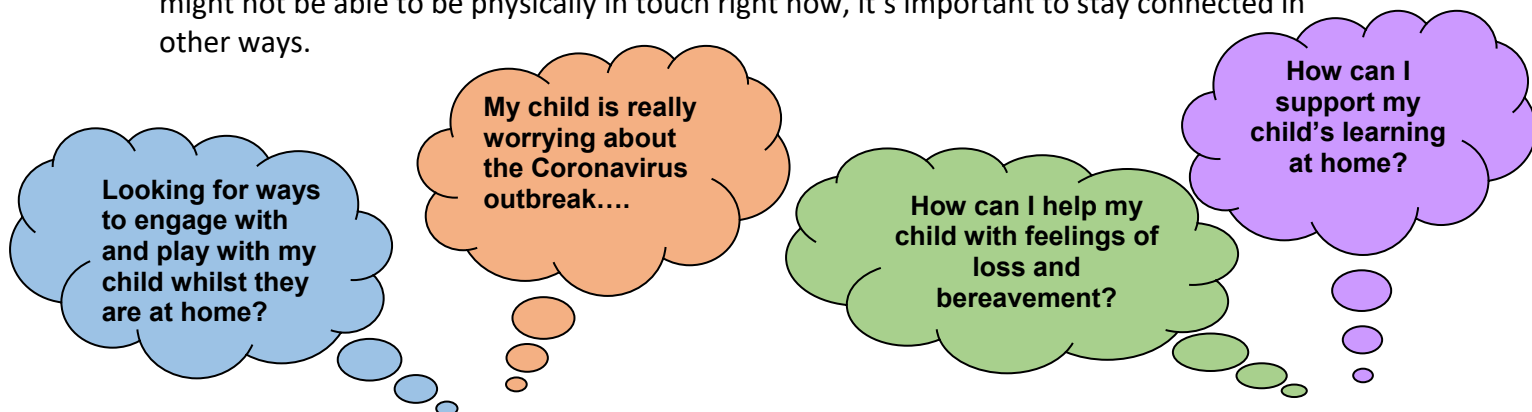 might not be able to be physically in touch right now, it's important to stay connected in
other ways.
Looking for ways
to engage with
and play with my
child whilst they
are at home?
My child is really
worrying about
the Coronavirus
outbreak….
How can I help my
child with feelings of
loss and
bereavement?
How can I
support my
child’s learning
at home?